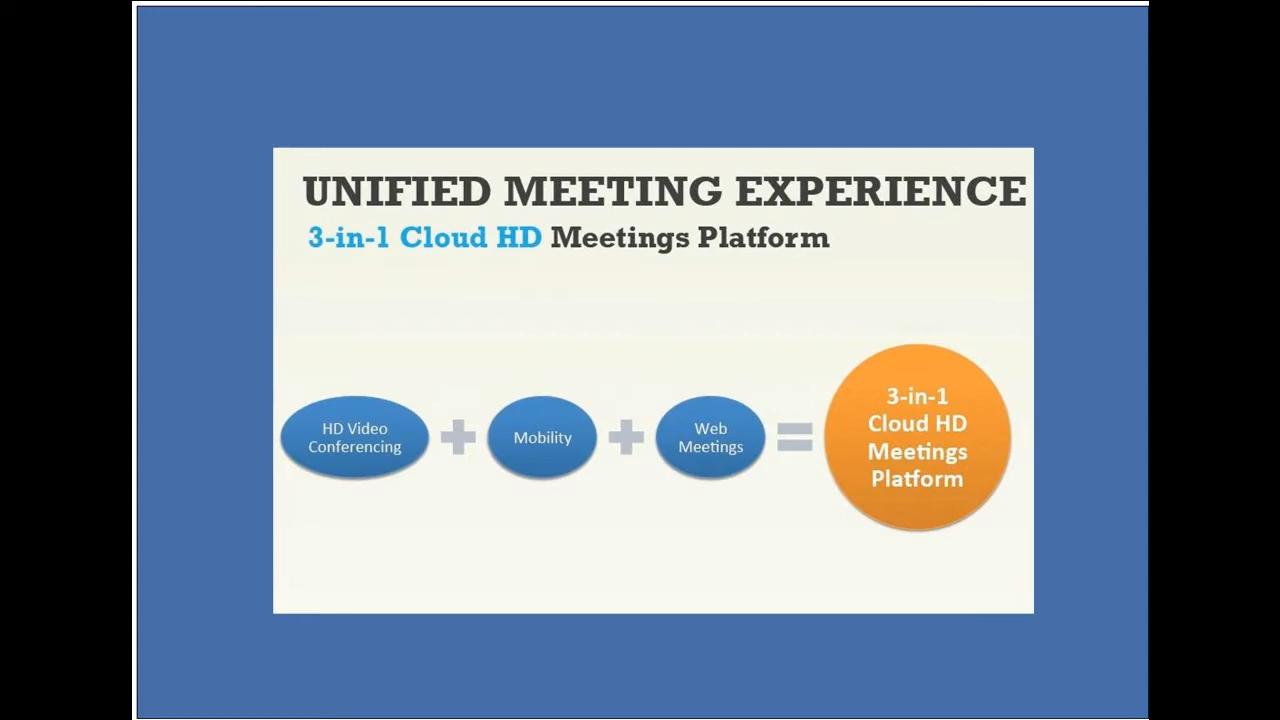 UNIFIED MEETING EXPERIENCE
3-in-1 Cloud HD Meetings Platform
HD Video
Conferencing
Mobility
Web
Meetings
3-in-1
Cloud HD
Meetings
Platform